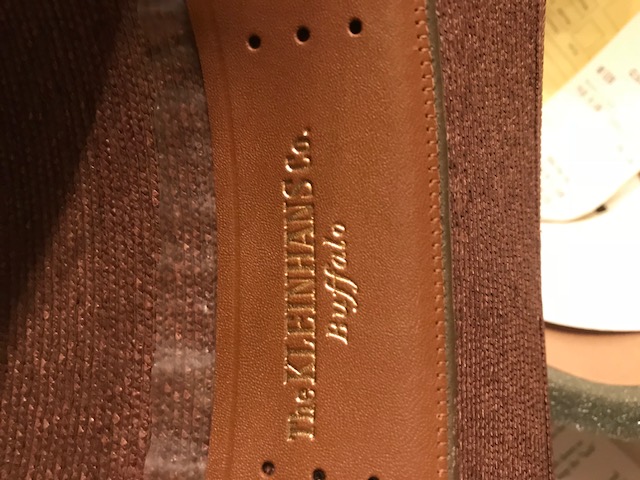 The KLEINHANS Co.
Buffalo